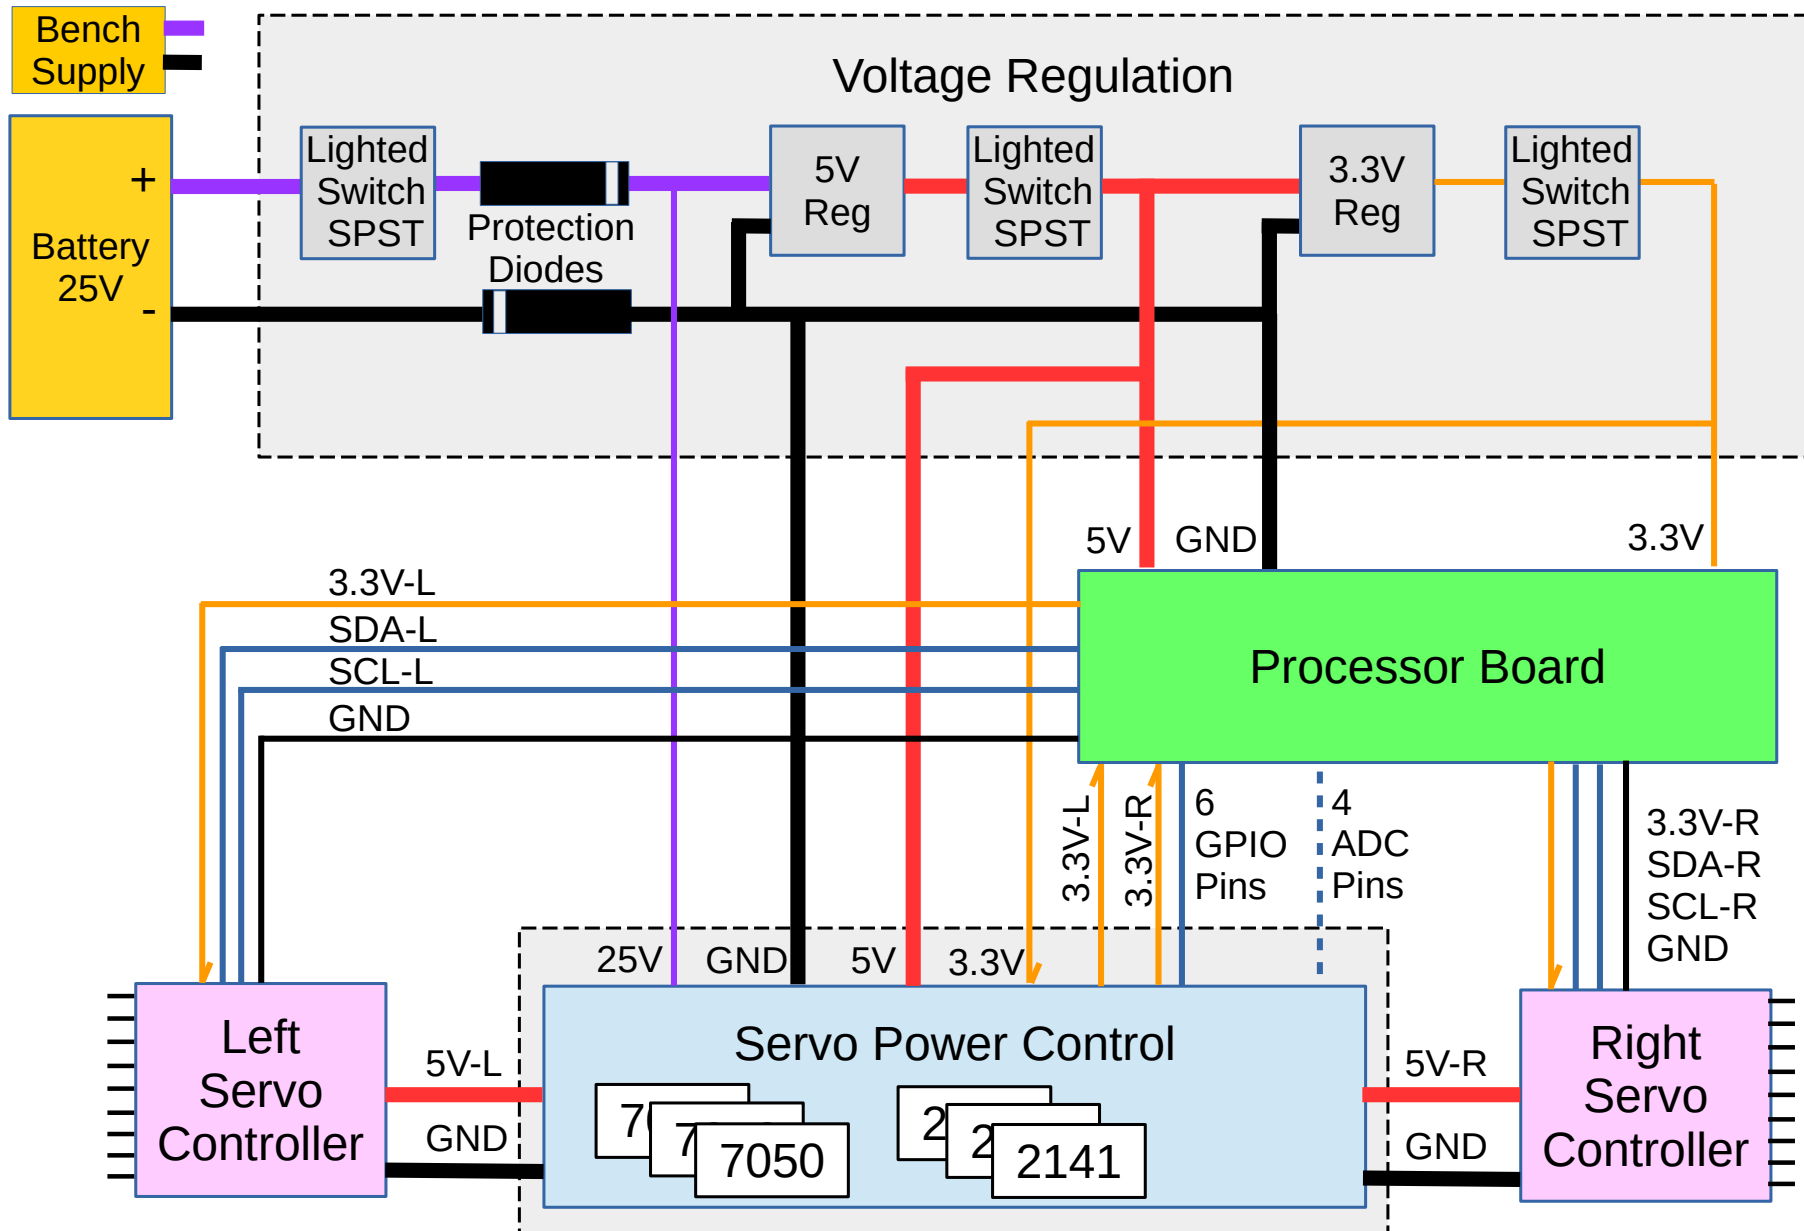 Bench
Supply
Voltage Regulation
Battery
25V
+
-
Lighted
Switch
SPST
Protection
Diodes
5V
Reg
Lighted
Switch
SPST
3.3V
Reg
Lighted
Switch
SPST
5V
GND
3.3V
3.3V-L
SDA-L
SCL-L
GND
Processor Board
3.3V-L
3.3V-R
6
GPIO
Pins
4
ADC
Pins
3.3V-R
SDA-R
SCL-R
GND
25V
GND
5V
3.3V
Left
Servo
Controller
5V-L
GND
Servo Power Control
7050
2141
5V-R
GND
Right
Servo
Controller